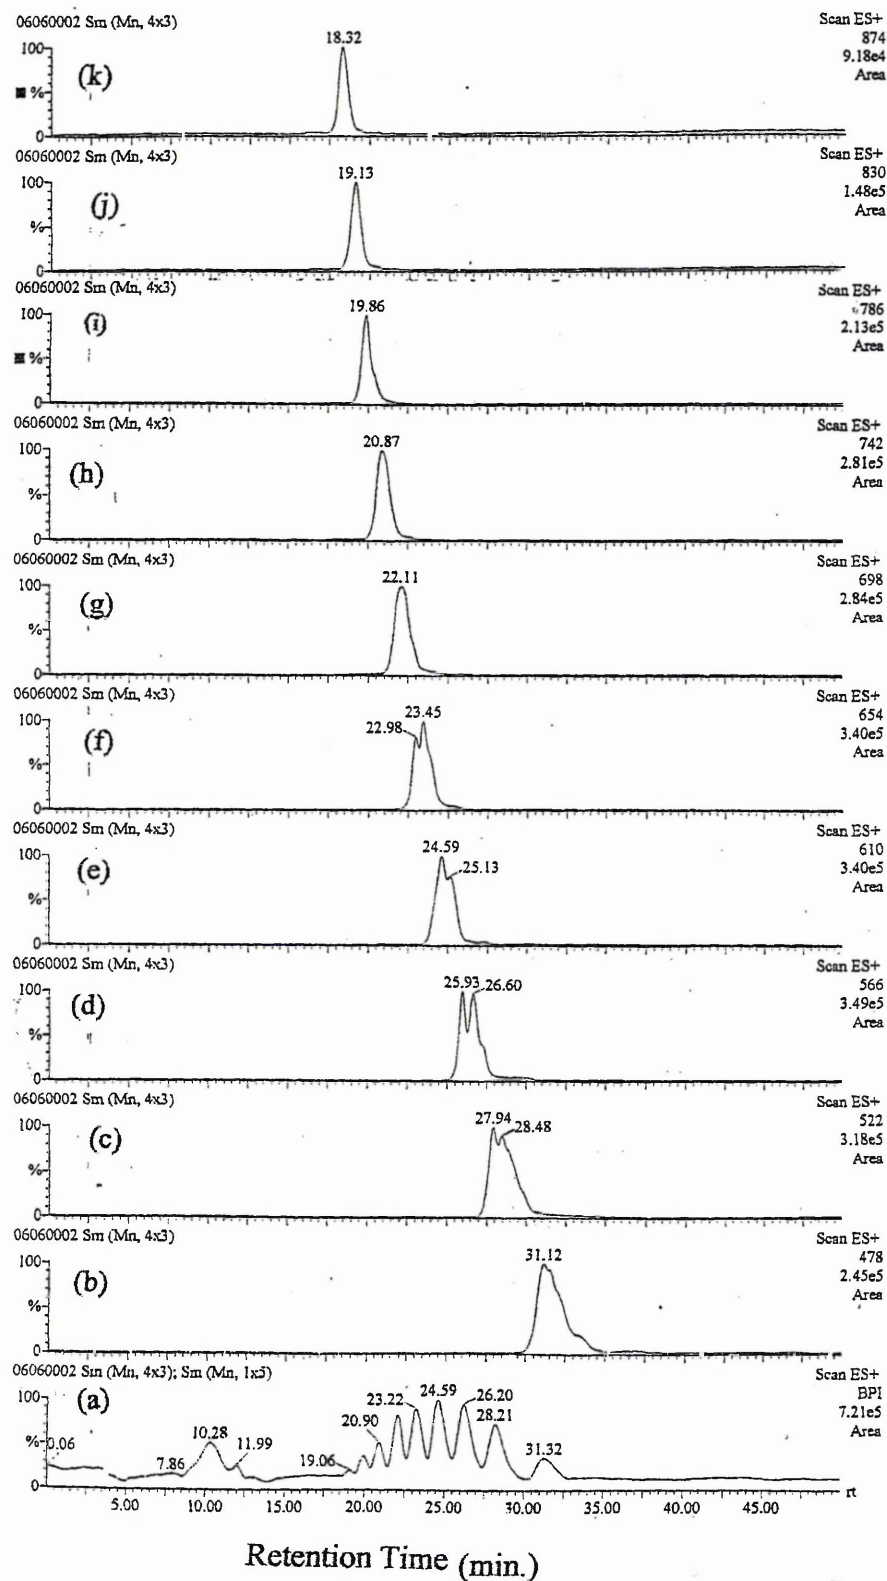 06060002 Sm (Mn, 4x3) Scan ES+
18.32 874
100 9.18e4
(k) Area
%
0
06060002 Sm (Mn, 4x3) Scan ES+
19.13 830
100 1.48e5
(j) Area
%
0
06060002 Sm (Mn, 4x3) Scan ES+
19.86 786
100 2.13e5
(i) Area
%
0
06060002 Sm (Mn, 4x3) Scan ES+
20.87 742
100 2.81e5
(h) Area
%
0
06060002 Sm (Mn, 4x3) Scan ES+
22.11 698
100 2.84e5
(g) Area
%
0
06060002 Sm (Mn, 4x3) Scan ES+
23.45 654
100 22.98 3.40e5
(f) Area
%
0
06060002 Sm (Mn, 4x3) Scan ES+
24.59 610
100 25.13 3.40e5
(e) Area
%
0
06060002 Sm (Mn, 4x3) Scan ES+
25.93 26.60 566
100 3.49e5
(d) Area
%
0
06060002 Sm (Mn, 4x3) Scan ES+
27.94 28.48 522
100 3.18e5
(c) Area
%
0
06060002 Sm (Mn, 4x3) Scan ES+
31.12 478
100 2.45e5
(b) Area
%
0
06060002 Sm (Mn, 4x3); Sm (Mn, 1x5) Scan ES+
(a) 23.22 24.59 26.20 BPI
100 20.90 28.21 7.21e5
10.28 Area
% 0.06 7.86 11.99 19.06 31.32
0 rt
5.00 10.00 15.00 20.00 25.00 30.00 35.00 40.00 45.00
Retention Time (min.)